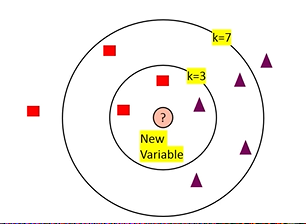 k=7
k=3
?
New
Variable